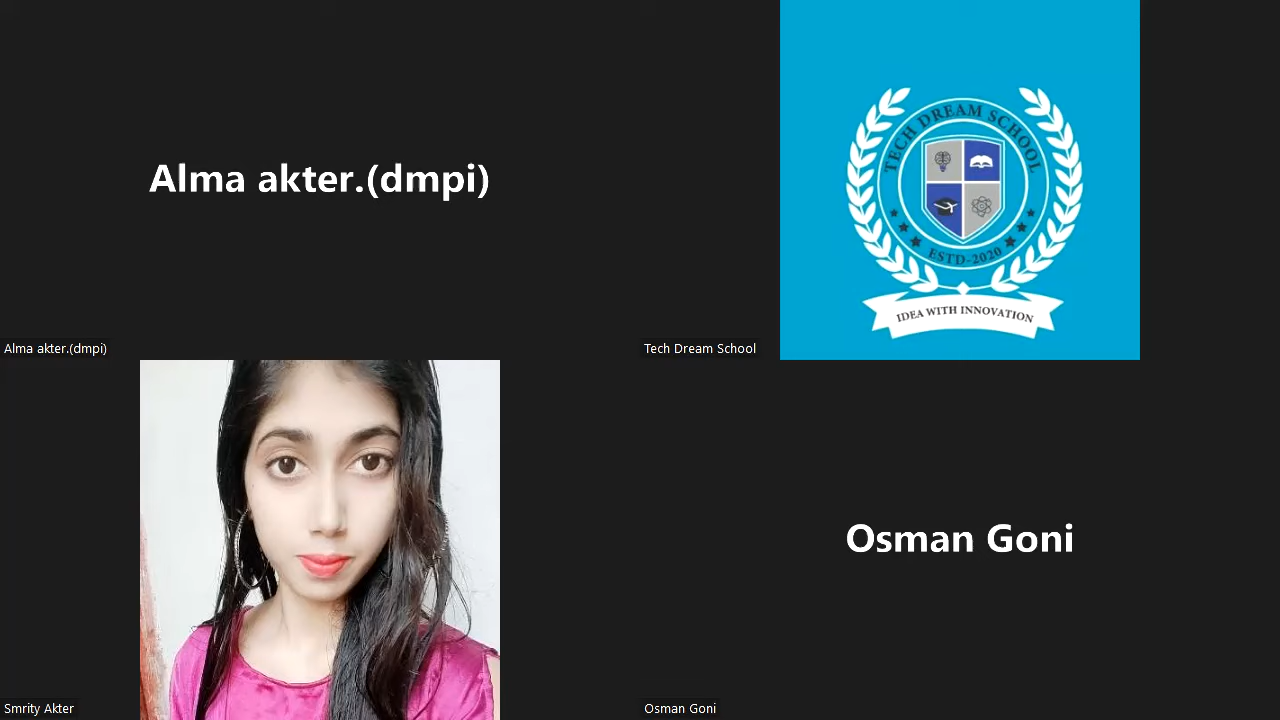 Alma akter.(dmpi)
Alma akter.(dmpi)
TECH DREAM SCHOOL
ESTD-2020
IDEA WITH INNOVATION
Tech Dream School
Smrity Akter
Osman Goni
Osman Goni